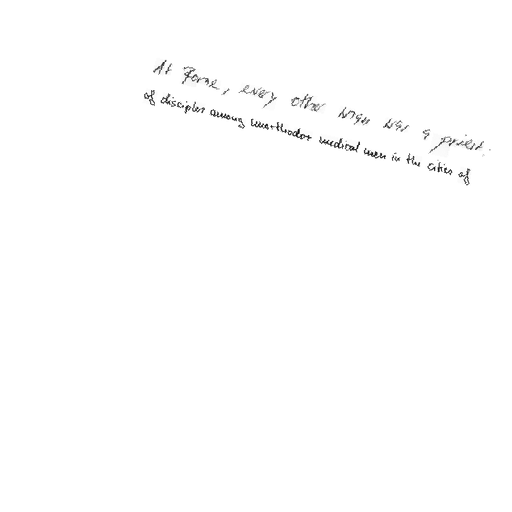 At Rome, every other man was a priest:
of disciples among unorthodox medical men in the cities of